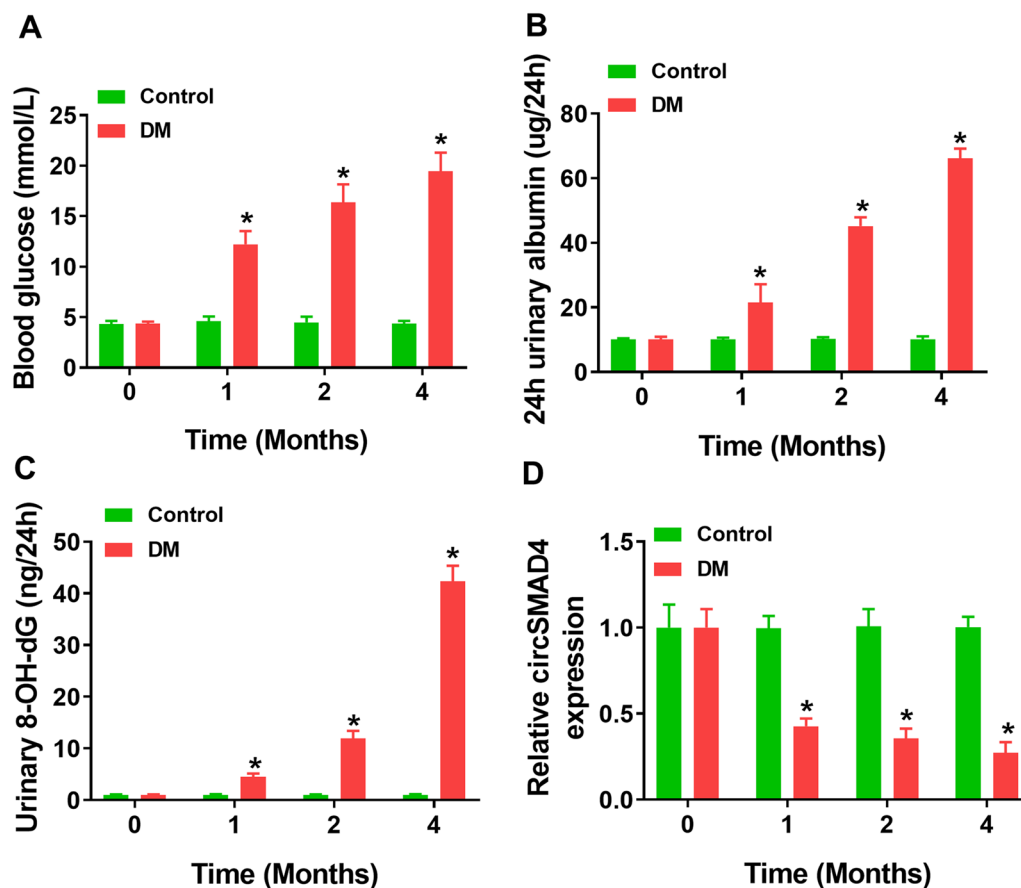 A
Control
DM
Blood glucose (mmol/L)
25
20
15
10
5
0
*
*
*
0 1 2 4
Time (Months)
B
Control
DM
24h urinary albumin (ug/24h)
80
60
40
20
0
*
*
*
0 1 2 4
Time (Months)
C
Control
DM
Urinary 8-OH-dG (ng/24h)
50
40
30
20
10
0
*
*
*
0 1 2 4
Time (Months)
D
Control
DM
Relative circSMAD4
expression
1.5
1.0
0.5
0.0
*
*
*
0 1 2 4
Time (Months)